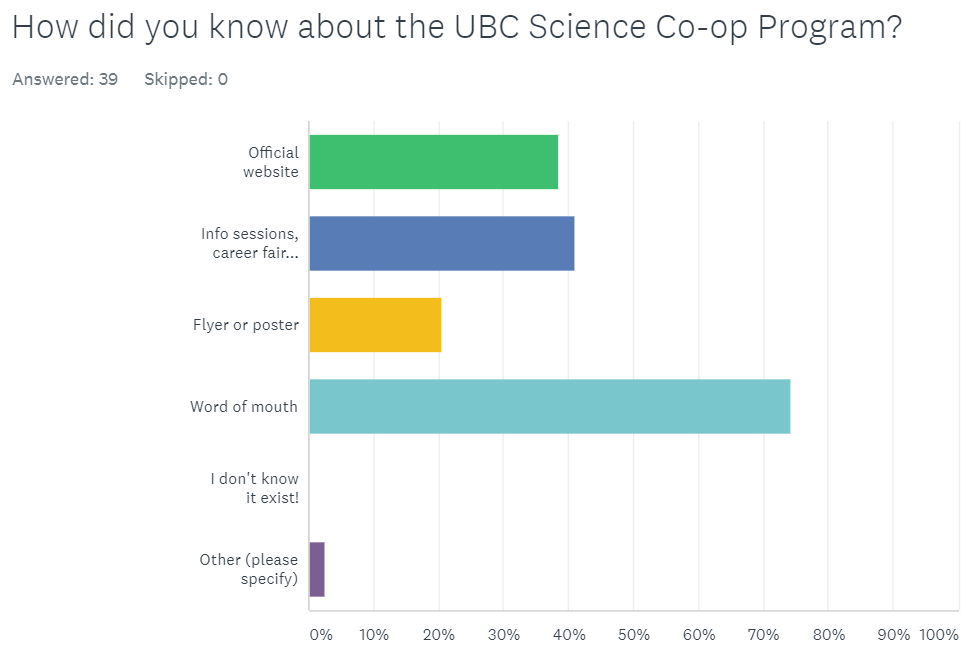 How did you know about the UBC Science Co-op Program?
Answered: 39 Skipped: 0
Official
website
Info sessions,
career fair...
Flyer or poster
Word of mouth
I don't know
it exist!
Other (please
specify)
0% 10% 20% 30% 40% 50% 60% 70% 80% 90% 100%